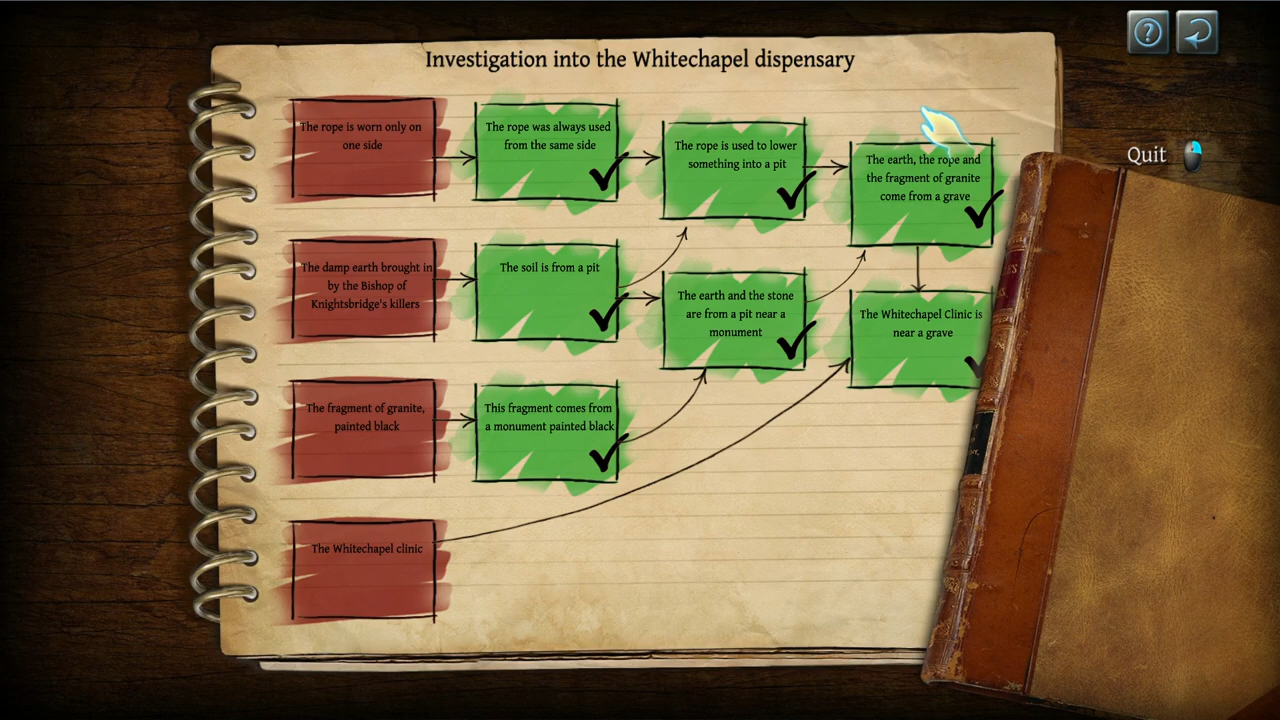 Investigation into the Whitechapel dispensary
?
Quit
The rope is worn only on
one side
The rope was always used
from the same side
The rope is used to lower
something into a pit
The earth, the rope and
the fragment of granite
come from a grave
The damp earth brought in
by the Bishop of
Knightsbridge's killers
The soil is from a pit
The earth and the stone
are from a pit near a
monument
The Whitechapel Clinic is
near a grave
The fragment of granite,
painted black
This fragment comes from
a monument painted black
The Whitechapel clinic